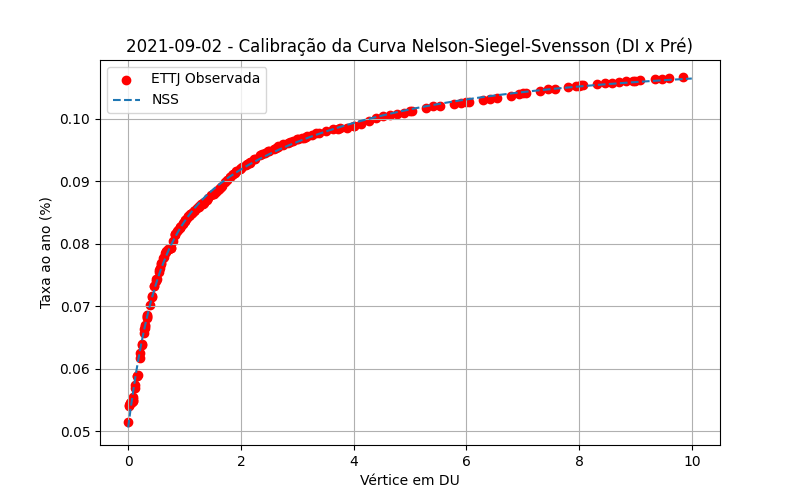 2021-09-02 - Calibração da Curva Nelson-Siegel-Svensson (DI x Pré)
ETTJ Observada
NSS
Taxa ao ano (%)
0.10
0.09
0.08
0.07
0.06
0.05
0 2 4 6 8 10
Vértice em DU